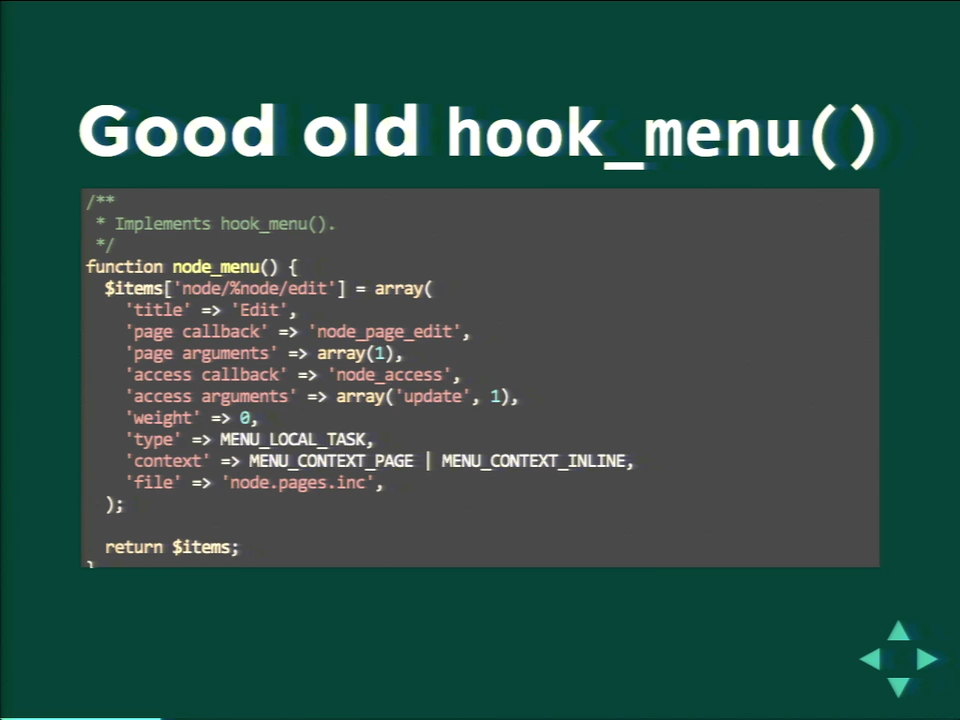 Good old hook_menu()
/**
 * Implements hook_menu().
 */
function node_menu() {
  $items['node/%node/edit'] = array(
    'title' => 'Edit',
    'page callback' => 'node_page_edit',
    'page arguments' => array(1),
    'access callback' => 'node_access',
    'access arguments' => array('update', 1),
    'weight' => 0,
    'type' => MENU_LOCAL_TASK,
    'context' => MENU_CONTEXT_PAGE | MENU_CONTEXT_INLINE,
    'file' => 'node.pages.inc',
  );
  return $items;
}